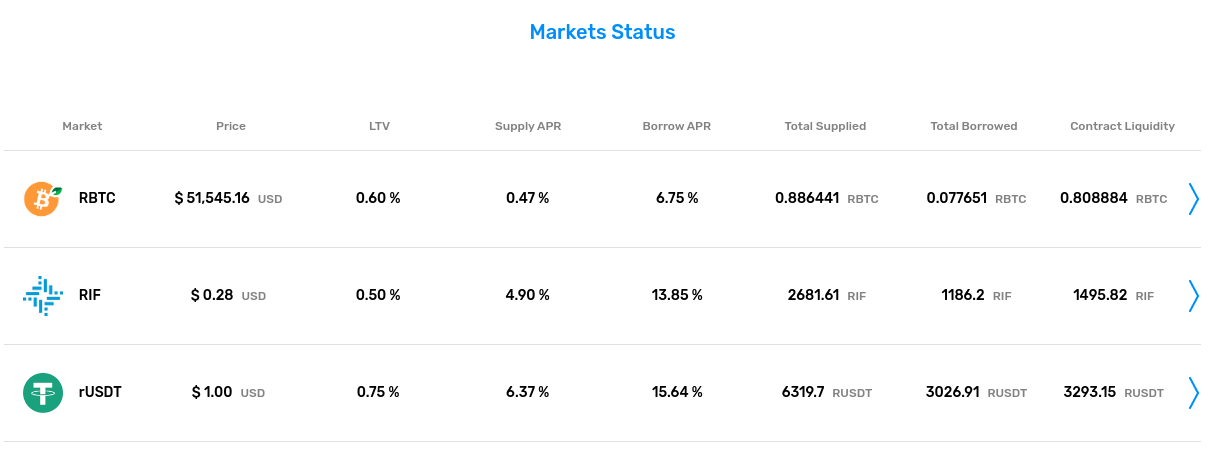 Markets Status
Market Price LTV Supply APR Borrow APR Total Supplied Total Borrowed Contract Liquidity
RBTC $ 51,545.16 USD 0.60 % 0.47 % 6.75 % 0.886441 RBTC 0.077651 RBTC 0.808884 RBTC
RIF $ 0.28 USD 0.50 % 4.90 % 13.85 % 2681.61 RIF 1186.2 RIF 1495.82 RIF
rUSDT $ 1.00 USD 0.75 % 6.37 % 15.64 % 6319.7 RUSDT 3026.91 RUSDT 3293.15 RUSDT